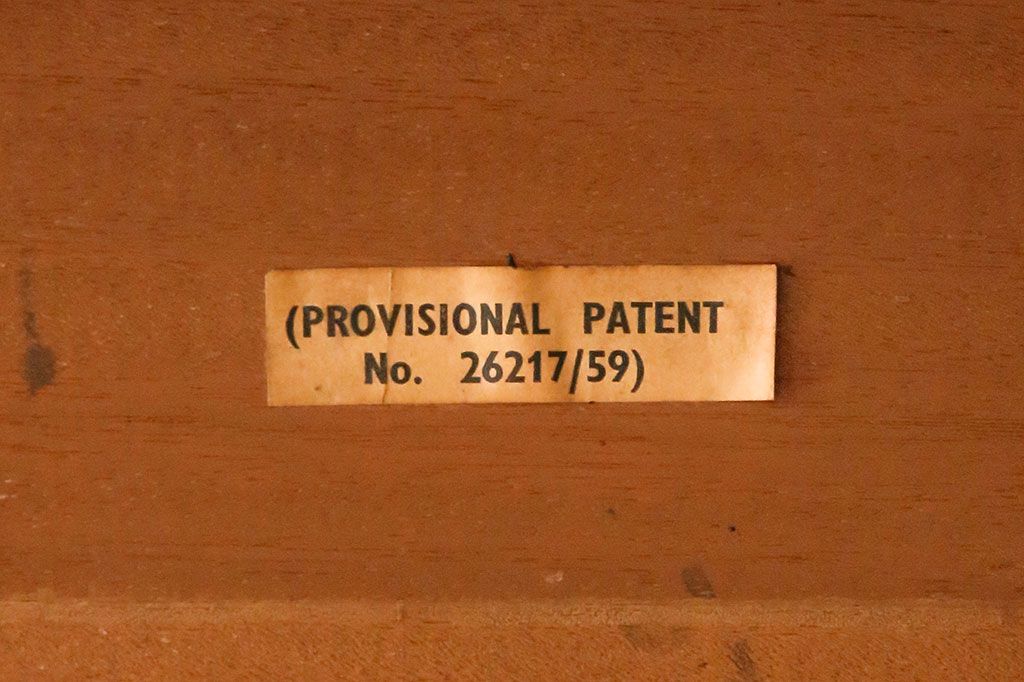 (PROVISIONAL PATENT
No. 26217/59)